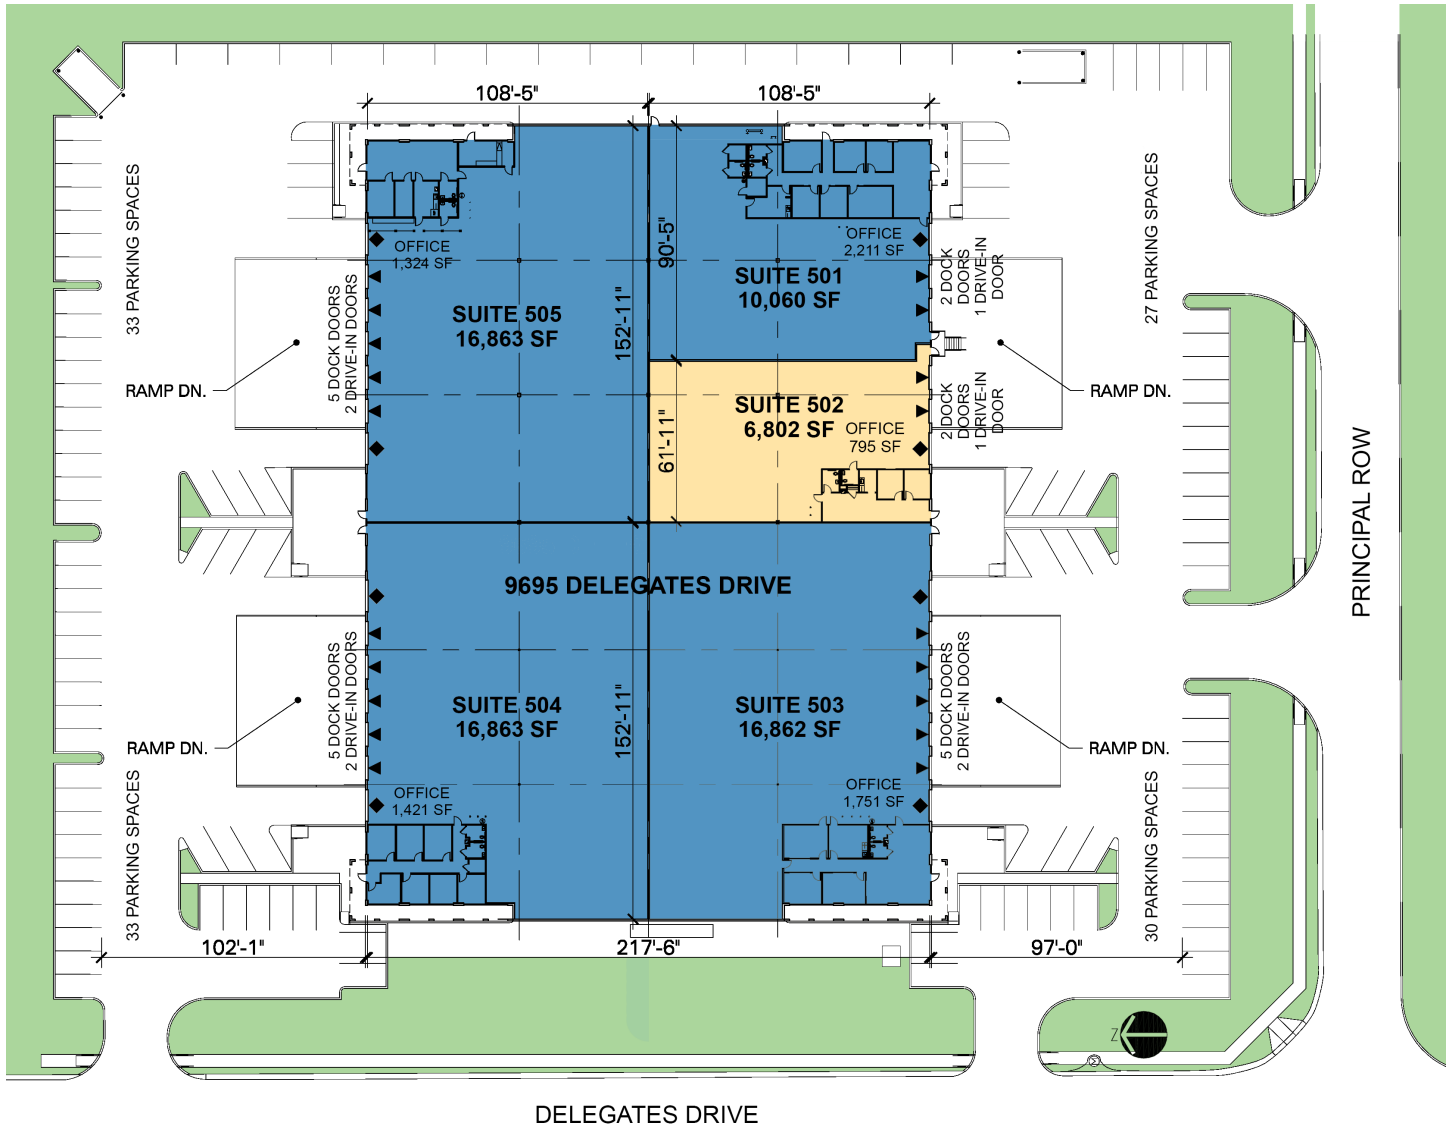 108'-5"
108'-5"
33 PARKING SPACES
27 PARKING SPACES
OFFICE
1,324 SF
OFFICE
2,211 SF
90'-5"
SUITE 501
10,060 SF
2 DOCK
DOORS
1 DRIVE-IN
DOOR
SUITE 505
16,863 SF
152'-11"
5 DOCK DOORS
2 DRIVE-IN DOORS
RAMP DN.
RAMP DN.
SUITE 502
6,802 SF
OFFICE
795 SF
61'-11"
2 DOCK
DOORS
1 DRIVE-IN
DOOR
PRINCIPAL ROW
9695 DELEGATES DRIVE
SUITE 504
16,863 SF
152'-11"
SUITE 503
16,862 SF
5 DOCK DOORS
2 DRIVE-IN DOORS
5 DOCK DOORS
2 DRIVE-IN DOORS
RAMP DN.
RAMP DN.
OFFICE
1,421 SF
OFFICE
1,751 SF
33 PARKING SPACES
30 PARKING SPACES
102'-1"
217'-6"
97'-0"
N
DELEGATES DRIVE